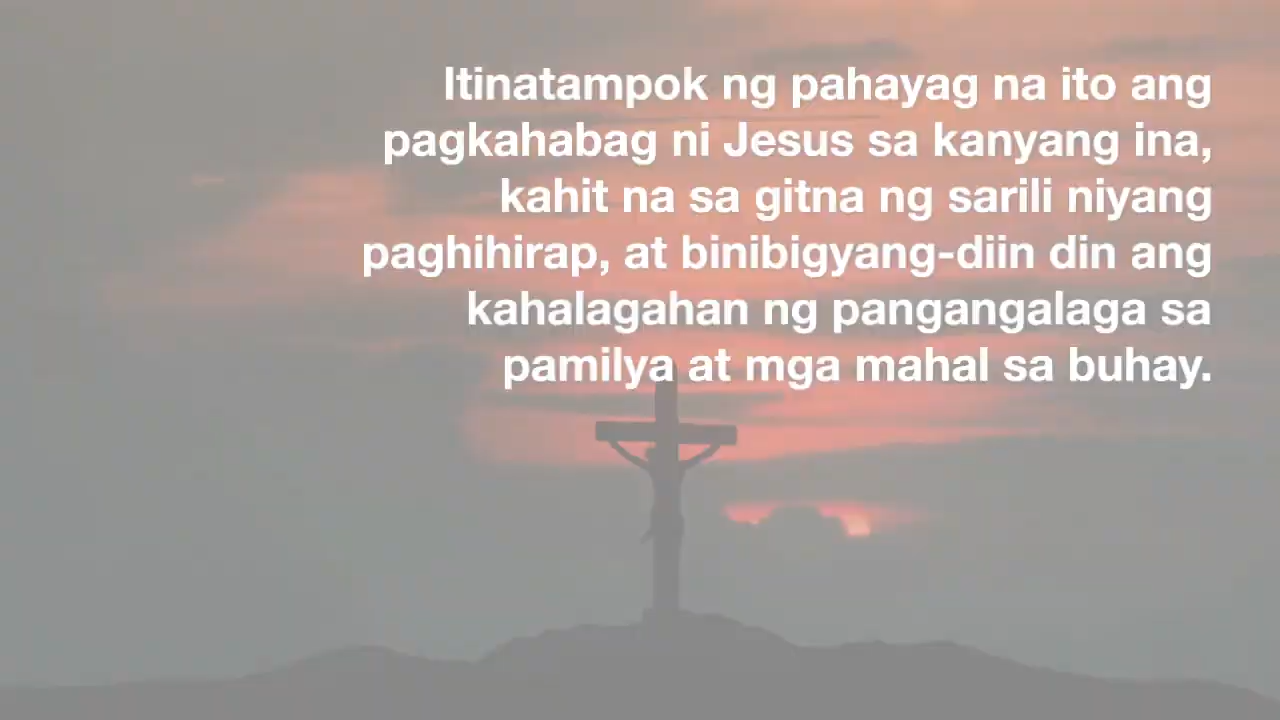 Itinatampok ng pahayag na ito ang
pagkahabag ni Jesus sa kanyang ina,
kahit na sa gitna ng sarili niyang
paghihirap, at binibigyang-diin din ang
kahalagahan ng pangangalaga sa
pamilya at mga mahal sa buhay.